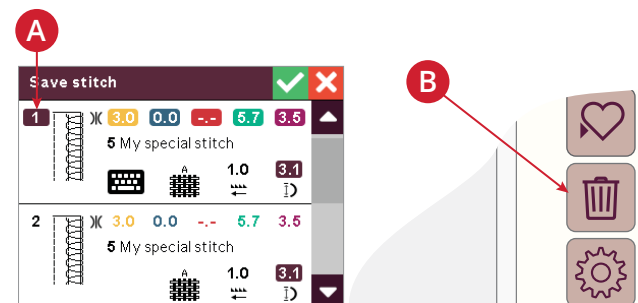 A
B
Save stitch
1 3.0 0.0 -.- 5.7 3.5
5 My special stitch
A 1.0 3.1
2 3.0 0.0 -.- 5.7 3.5
5 My special stitch
A 1.0 3.1